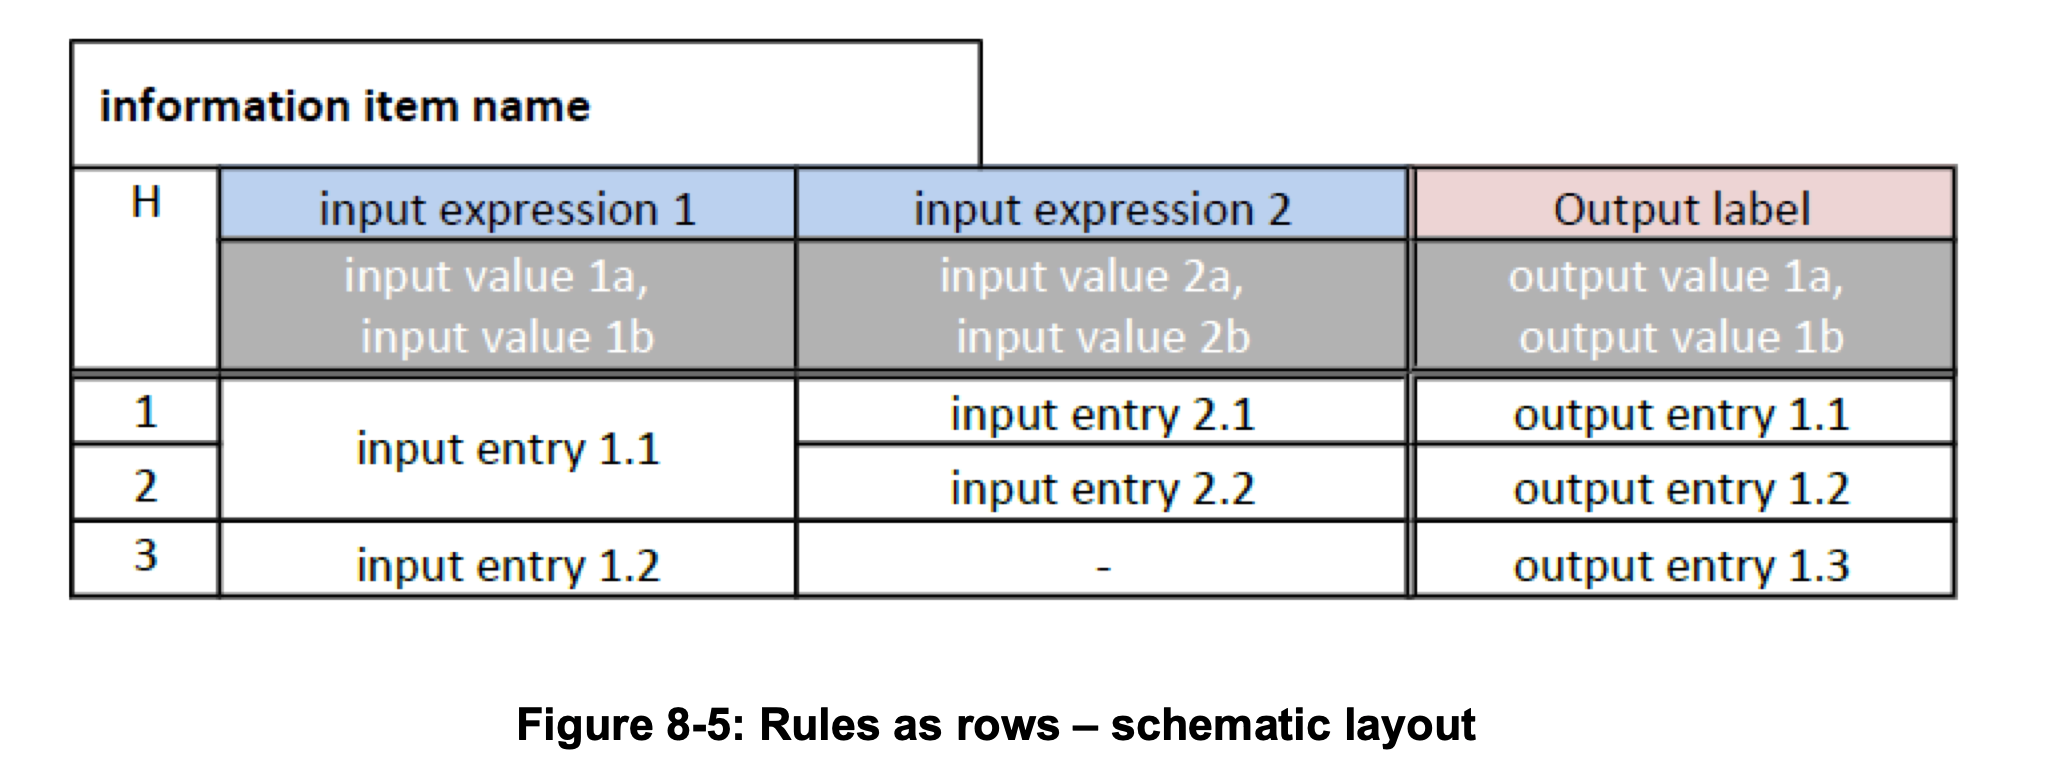 information item name
H
input expression 1
input expression 2
Output label
input value 1a,
input value 1b
input value 2a,
input value 2b
output value 1a,
output value 1b
1
input entry 1.1
input entry 2.1
output entry 1.1
2
input entry 2.2
output entry 1.2
3
input entry 1.2
-
output entry 1.3
Figure 8-5: Rules as rows – schematic layout